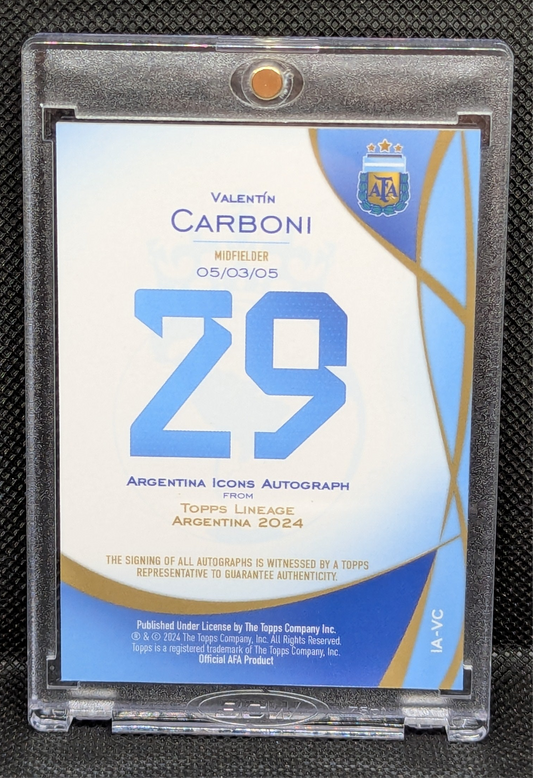 AFA
VALENTÍN
CARBONI
MIDFIELDER
05/03/05
29
ARGENTINA ICONS AUTOGRAPH
FROM
TOPPS LINEAGE
ARGENTINA 2024
THE SIGNING OF ALL AUTOGRAPHS IS WITNESSED BY A TOPPS
REPRESENTATIVE TO GUARANTEE AUTHENTICITY.
Published Under License by The Topps Company Inc.
® & © 2024 The Topps Company, Inc. All Rights Reserved.
Topps is a registered trademark of The Topps Company, Inc.
Official AFA Product
IA-VC